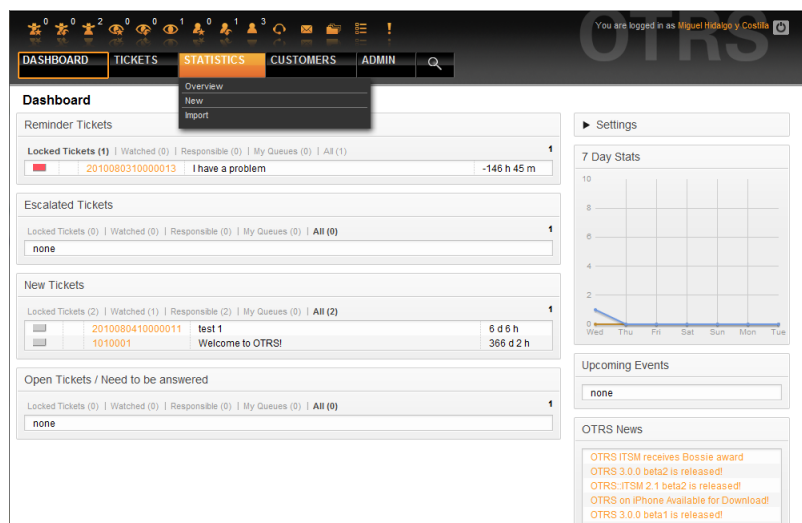 0 0 2 0 0 1 0 1 3
You are logged in as Miguel Hidalgo y Costilla
OTRS
DASHBOARD TICKETS STATISTICS CUSTOMERS ADMIN
Overview
New
Import
Dashboard
Reminder Tickets
Locked Tickets (1) | Watched (0) | Responsible (0) | My Queues (0) | All (1) 1
2010080310000013 I have a problem -146 h 45 m
Escalated Tickets
Locked Tickets (0) | Watched (0) | Responsible (0) | My Queues (0) | All (0) 1
none
New Tickets
Locked Tickets (2) | Watched (1) | Responsible (2) | My Queues (0) | All (2) 1
2010080410000011 test 1 6 d 6 h
1010001 Welcome to OTRS! 366 d 2 h
Open Tickets / Need to be answered
Locked Tickets (0) | Watched (0) | Responsible (0) | My Queues (0) | All (0) 1
none
Settings
7 Day Stats
10
8
6
4
2
0
Wed Thu Fri Sat Sun Mon Tue
Upcoming Events
none
OTRS News
OTRS ITSM receives Bossie award
OTRS 3.0.0 beta2 is released!
OTRS::ITSM 2.1 beta2 is released!
OTRS on iPhone Available for Download!
OTRS 3.0.0 beta1 is released!